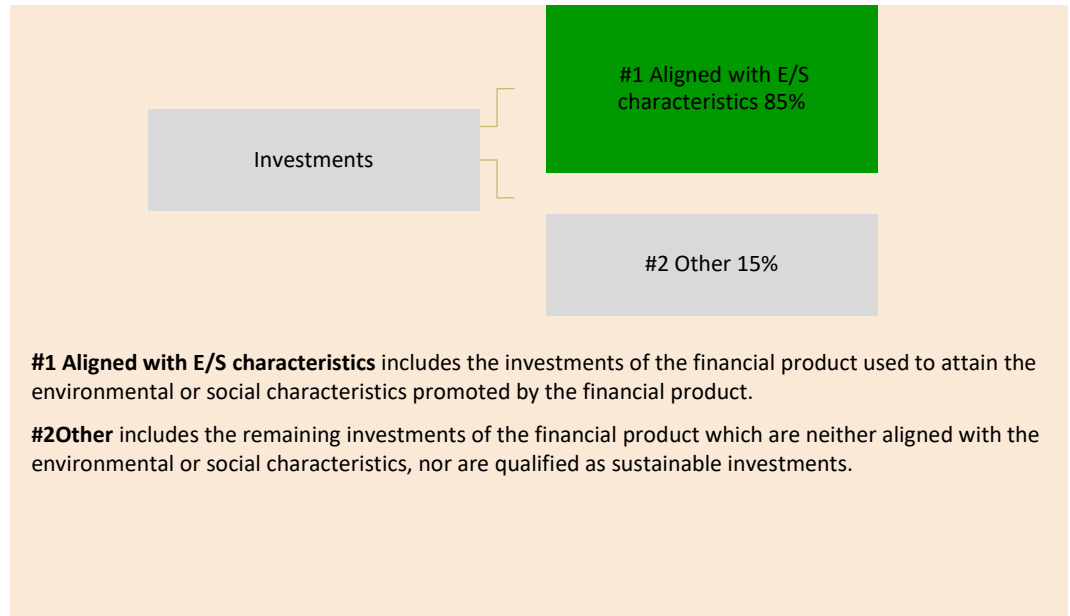 #1 Aligned with E/S
characteristics 85%
Investments
#2 Other 15%
#1 Aligned with E/S characteristics includes the investments of the financial product used to attain the
environmental or social characteristics promoted by the financial product.
#2Other includes the remaining investments of the financial product which are neither aligned with the
environmental or social characteristics, nor are qualified as sustainable investments.